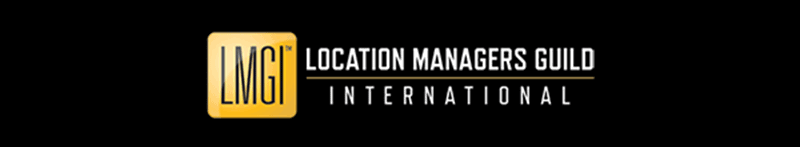 LMGI™
LOCATION MANAGERS GUILD
INTERNATIONAL